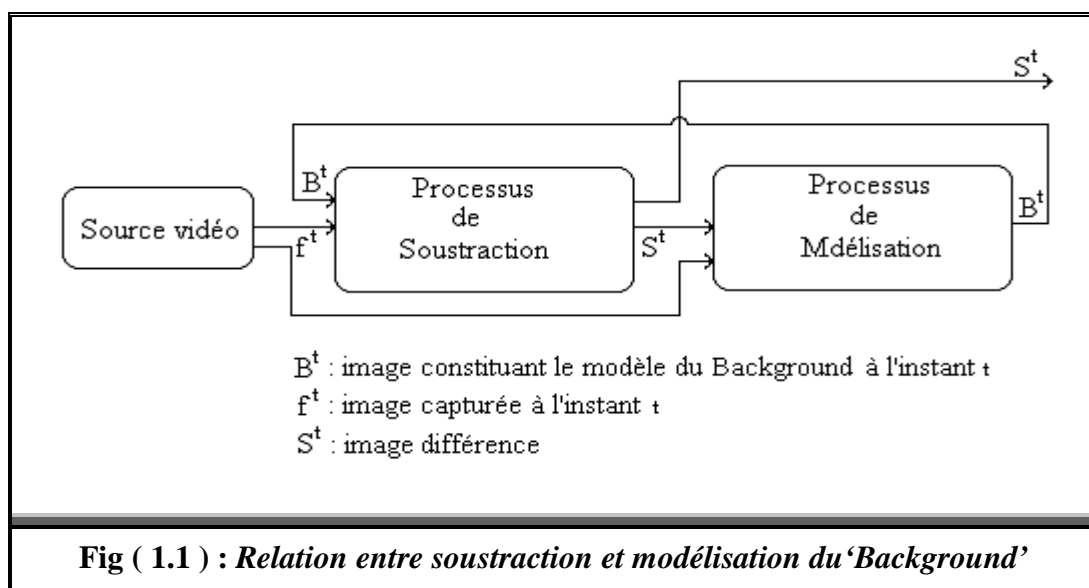 S^t
B^t
Processus
de
Soustraction
Processus
de
Mdélisation
B^t
Source vidéo
f^t
S^t
B^t : image constituant le modèle du Background à l'instant t
f^t : image capturée à l'instant t
S^t : image différence
Fig ( 1.1 ) : Relation entre soustraction et modélisation du ‘Background’